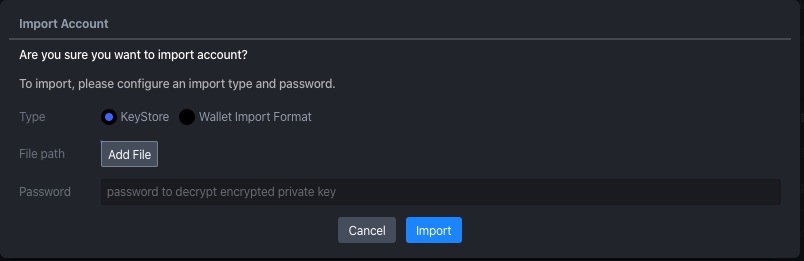 Import Account
Are you sure you want to import account?
To import, please configure an import type and password.
Type KeyStore Wallet Import Format
File path Add File
Password password to decrypt encrypted private key
Cancel Import